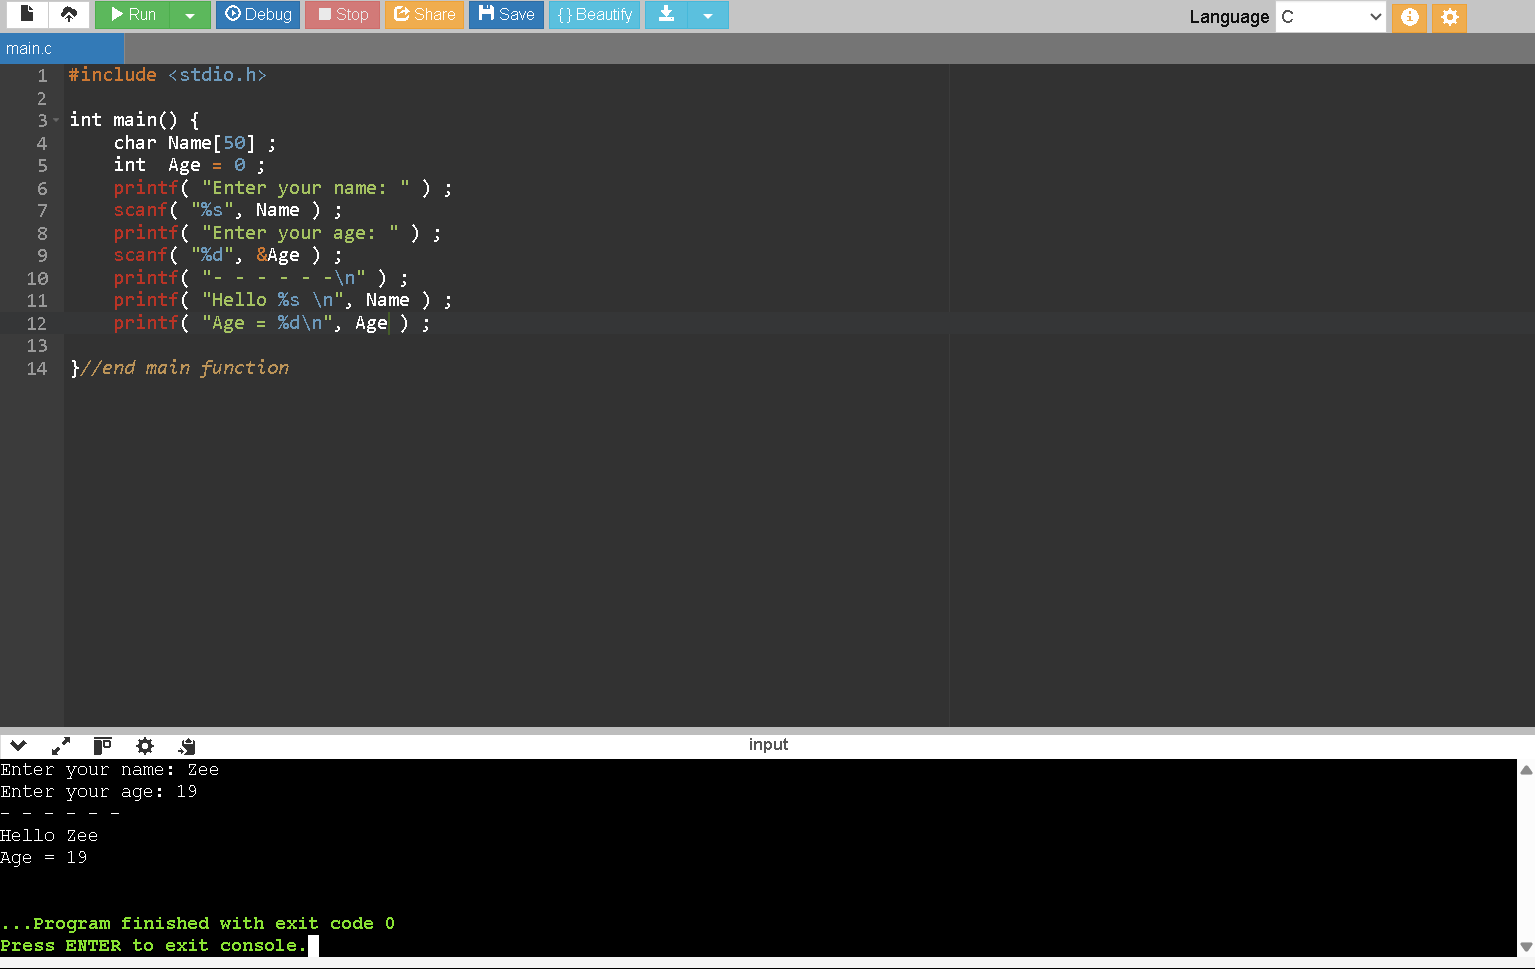 Run Debug Stop Share Save {} Beautify Language C
main.c
1 #include <stdio.h>
2
3 int main() {
4     char Name[50] ;
5     int  Age = 0 ;
6     printf( "Enter your name: " ) ;
7     scanf( "%s", Name ) ;
8     printf( "Enter your age: " ) ;
9     scanf( "%d", &Age ) ;
10     printf( "- - - - - -\n" ) ;
11     printf( "Hello %s \n", Name ) ;
12     printf( "Age = %d\n", Age ) ;
13
14 }//end main function
input
Enter your name: Zee
Enter your age: 19
- - - - - -
Hello Zee
Age = 19
...Program finished with exit code 0
Press ENTER to exit console.